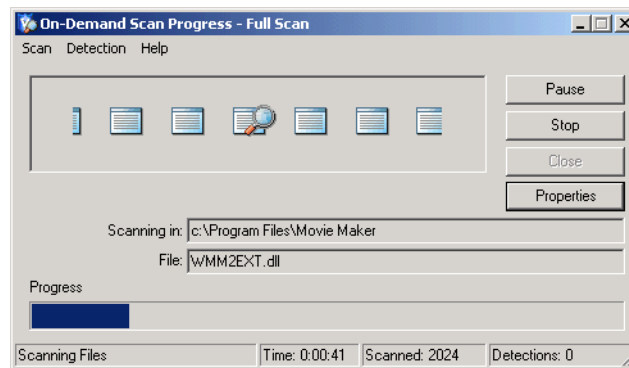 On-Demand Scan Progress - Full Scan
Scan Detection Help
Pause
Stop
Close
Properties
Scanning in: c:\Program Files\Movie Maker
File: WMM2EXT.dll
Progress
Scanning Files Time: 0:00:41 Scanned: 2024 Detections: 0